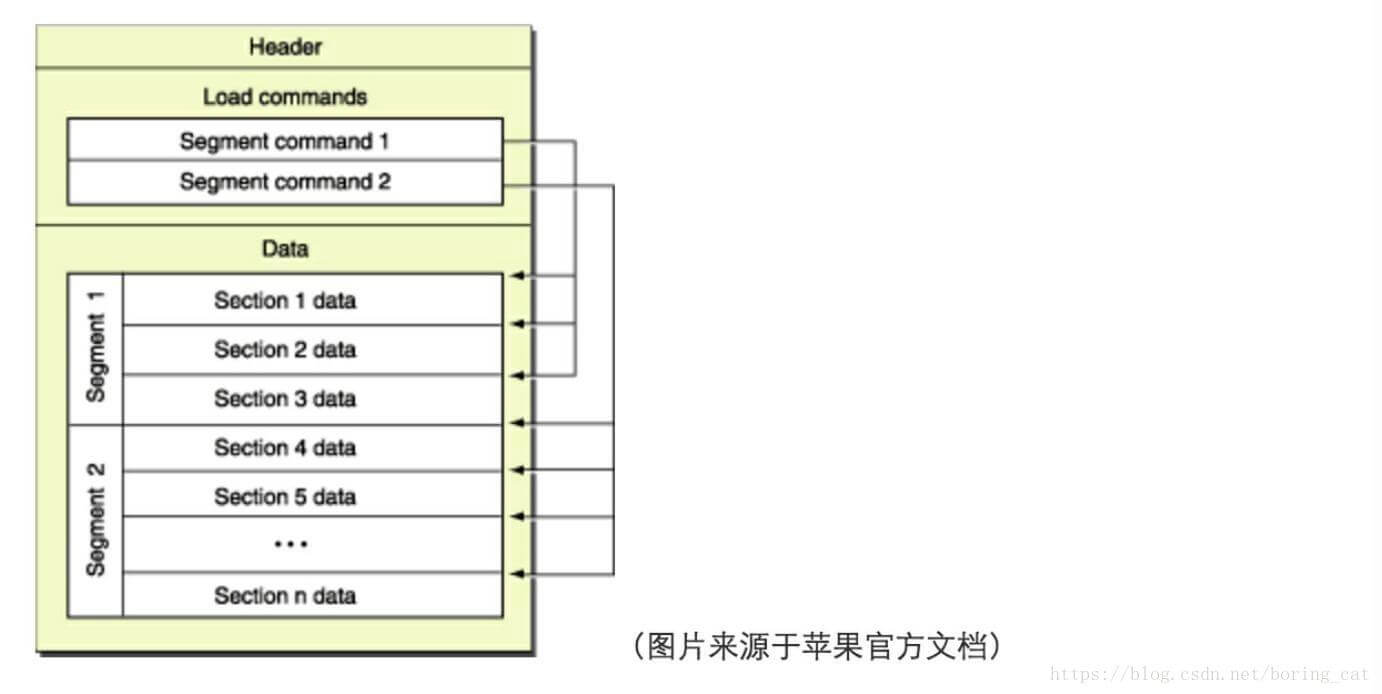 Header
Load commands
Segment command 1
Segment command 2
Data
Segment 1
Section 1 data
Section 2 data
Section 3 data
Segment 2
Section 4 data
Section 5 data
...
Section n data
（图片来源于苹果官方文档）
https://blog.csdn.net/boring_cat